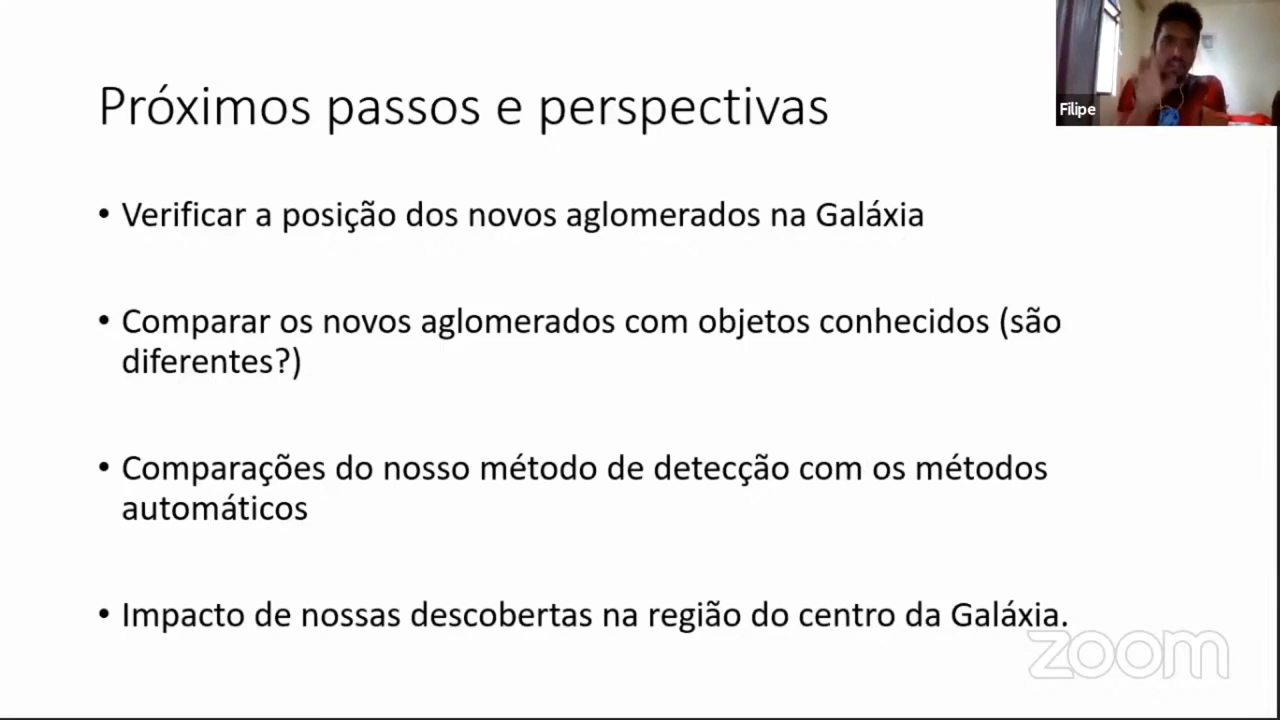 Próximos passos e perspectivas
Filipe
• Verificar a posição dos novos aglomerados na Galáxia
• Comparar os novos aglomerados com objetos conhecidos (são
diferentes?)
• Comparações do nosso método de detecção com os métodos
automáticos
• Impacto de nossas descobertas na região do centro da Galáxia.
zoom